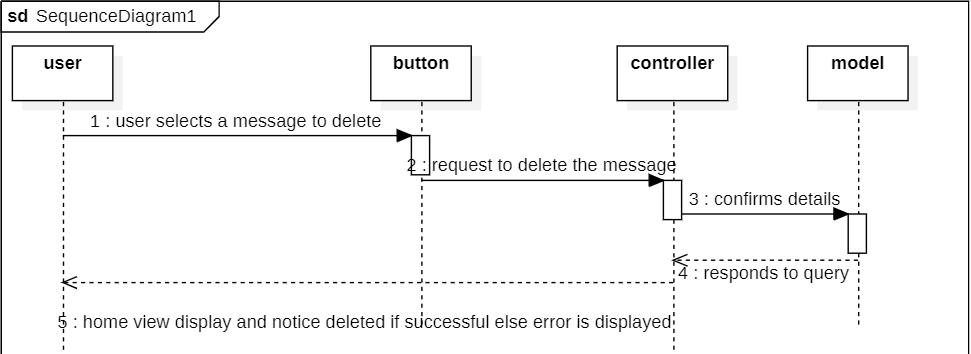 sd SequenceDiagram1
user
button
controller
model
1 : user selects a message to delete
2 : request to delete the message
3 : confirms details
4 : responds to query
5 : home view display and notice deleted if successful else error is displayed